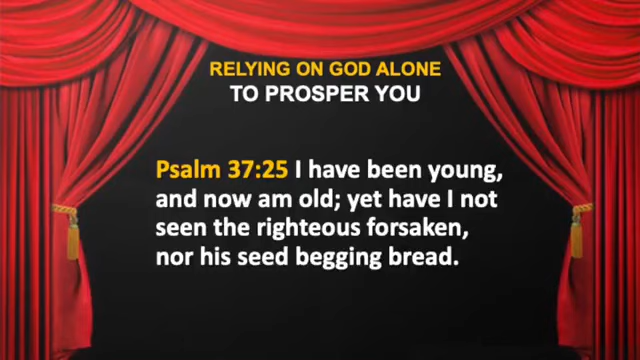 RELYING ON GOD ALONE
TO PROSPER YOU
Psalm 37:25 I have been young,
and now am old; yet have I not
seen the righteous forsaken,
nor his seed begging bread.